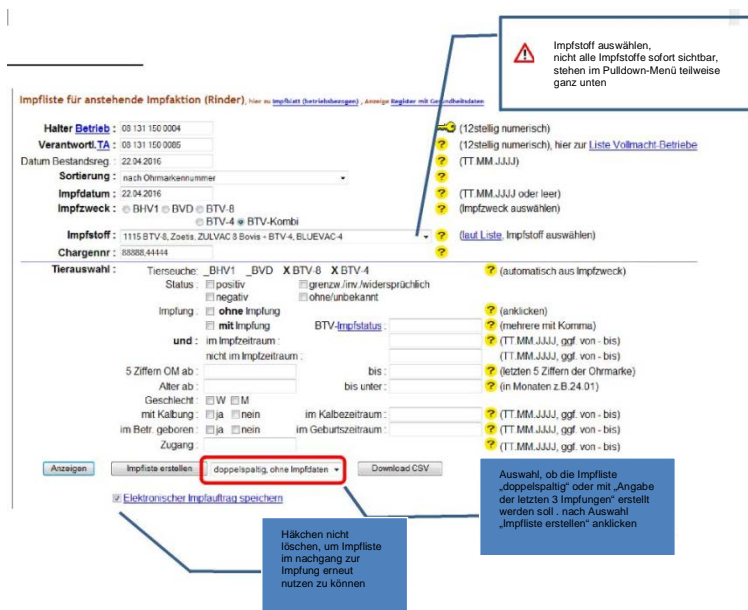 Impfstoff auswählen,
nicht alle Impfstoffe sofort sichtbar,
stehen im Pulldown-Menü teilweise
ganz unten
Impfliste für anstehende Impfaktion (Rinder), hier zu Impfblatt (betriebsbezogen) , Anzeige Register mit Gesundheitsdaten
Halter Betrieb : 08 131 150 0004 (12stellig numerisch)
Verantwortl.TA : 08 131 150 0085 ? (12stellig numerisch), hier zur Liste Vollmacht-Betriebe
Datum Bestandsreg. : 22.04.2016 ? (TT.MM.JJJJ)
Sortierung : nach Ohrmarkennummer ?
Impfdatum : 22.04.2016 ? (TT.MM.JJJJ oder leer)
Impfzweck : BHV1 BVD BTV-8 ? (Impfzweck auswählen)
BTV-4 BTV-Kombi
Impfstoff : 1115 BTV-8, Zoetis, ZULVAC 8 Bovis + BTV-4, BLUEVAC-4 ? (laut Liste, Impfstoff auswählen)
Chargennr : 88888,44444 ?
Tierauswahl : Tierseuche: _BHV1 _BVD X BTV-8 X BTV-4 ? (automatisch aus Impfzweck)
Status : positiv grenzw./inv./widersprüchlich
negativ ohne/unbekannt
Impfung : ohne Impfung ? (anklicken)
mit Impfung BTV-Impfstatus : ? (mehrere mit Komma)
und : im Impfzeitraum : ? (TT.MM.JJJJ, ggf. von - bis)
nicht im Impfzeitraum : (TT.MM.JJJJ, ggf. von - bis)
5 Ziffern OM ab : bis : ? (letzten 5 Ziffern der Ohrmarke)
Alter ab : bis unter : ? (in Monaten z.B.24.01)
Geschlecht : W M
mit Kalbung : ja nein im Kalbezeitraum : ? (TT.MM.JJJJ, ggf. von - bis)
im Betr. geboren : ja nein im Geburtszeitraum : ? (TT.MM.JJJJ, ggf. von - bis)
Zugang : ? (TT.MM.JJJJ, ggf. von - bis)
Anzeigen Impfliste erstellen doppelspaltig, ohne Impfdaten Download CSV
Elektronischer Impfauftrag speichern
Auswahl, ob die Impfliste
„doppelspaltig" oder mit „Angabe
der letzten 3 Impfungen" erstellt
werden soll . nach Auswahl
„Impfliste erstellen" anklicken
Häkchen nicht
löschen, um Impfliste
im nachgang zur
Impfung erneut
nutzen zu können